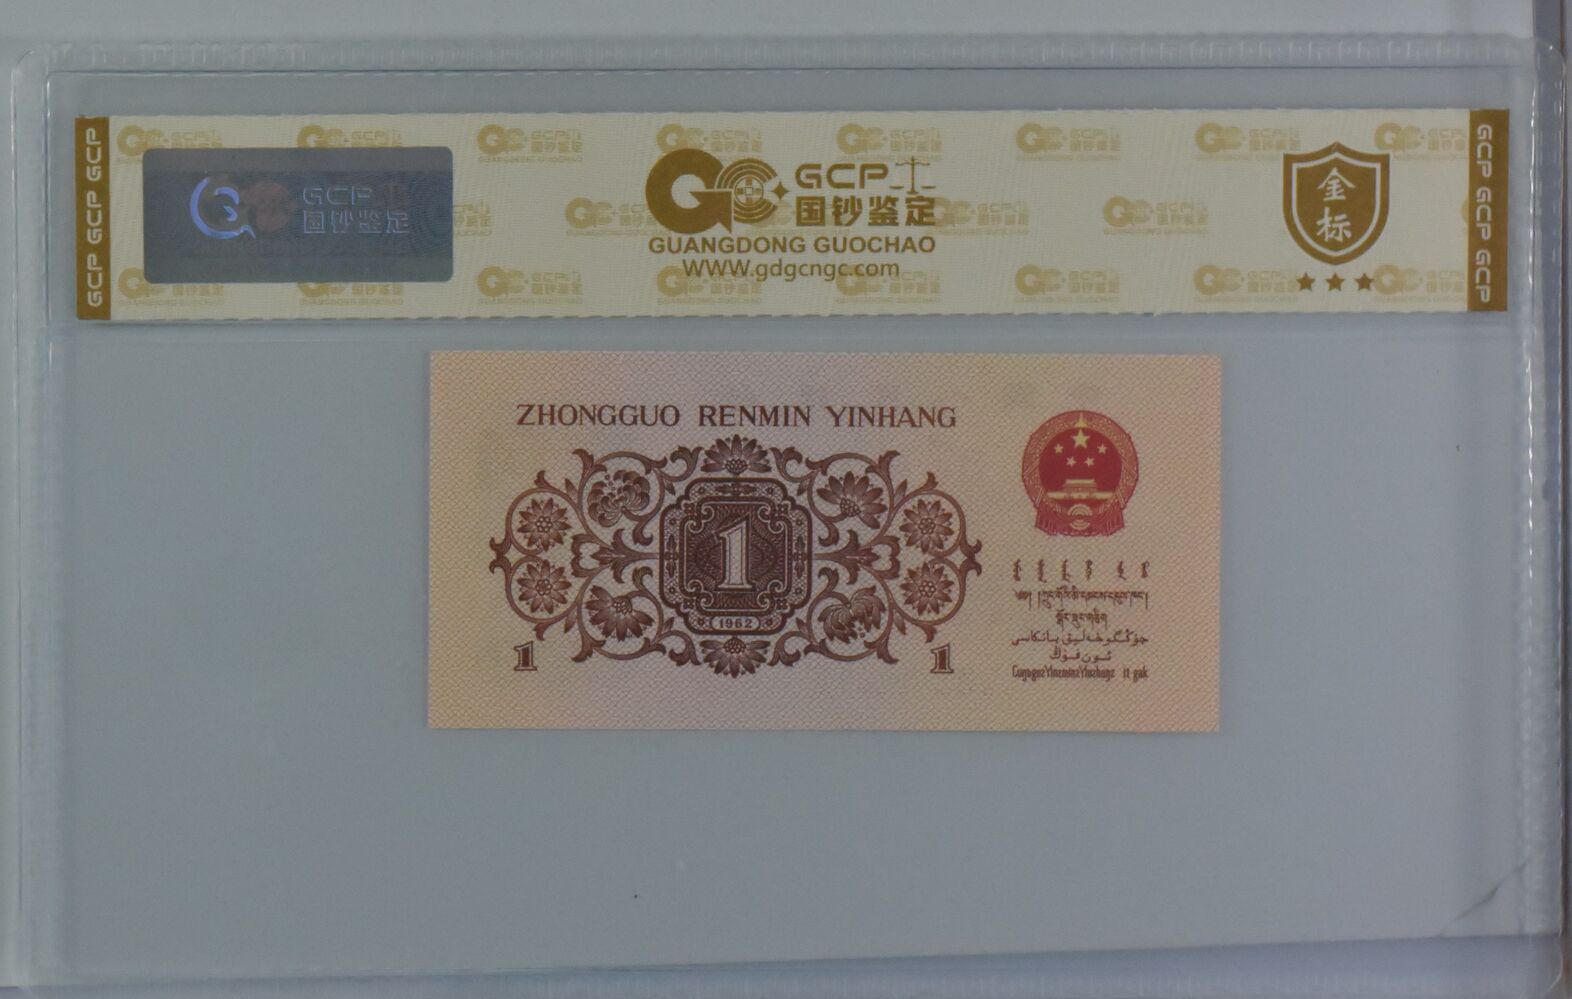 GCP GCP GCP
GCP
国钞鉴定
GCP
国钞鉴定
GUANGDONG GUOCHAO
WWW.gdgcngc.com
金
标
GCP GCP GCP
ZHONGGUO RENMIN YINHANG
1
(1962)
1
1